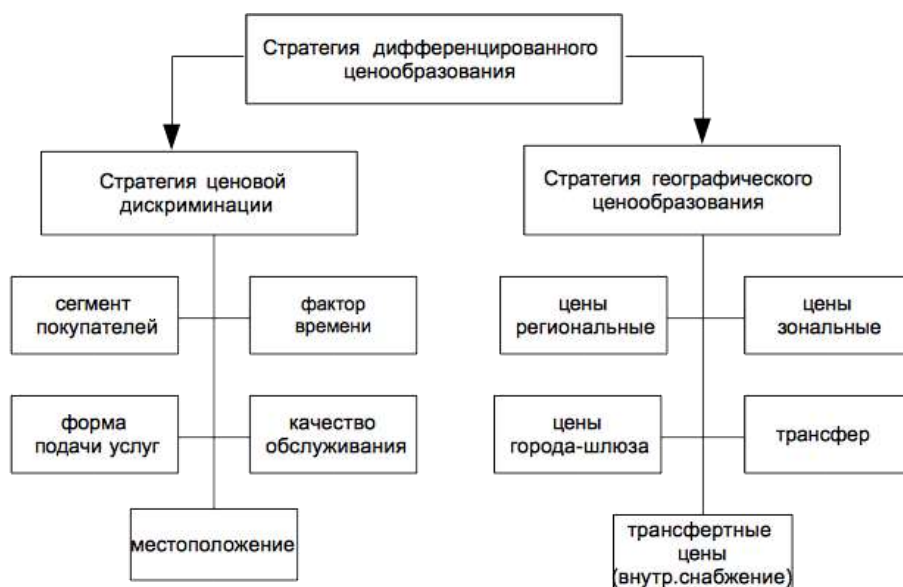 Стратегия дифференцированного
ценообразования
Стратегия ценовой
дискриминации
Стратегия географического
ценообразования
сегмент
покупателей
фактор
времени
цены
региональные
цены
зональные
форма
подачи услуг
качество
обслуживания
цены
города-шлюза
трансфер
местоположение
трансфертные
цены
(внутр.снабжение)